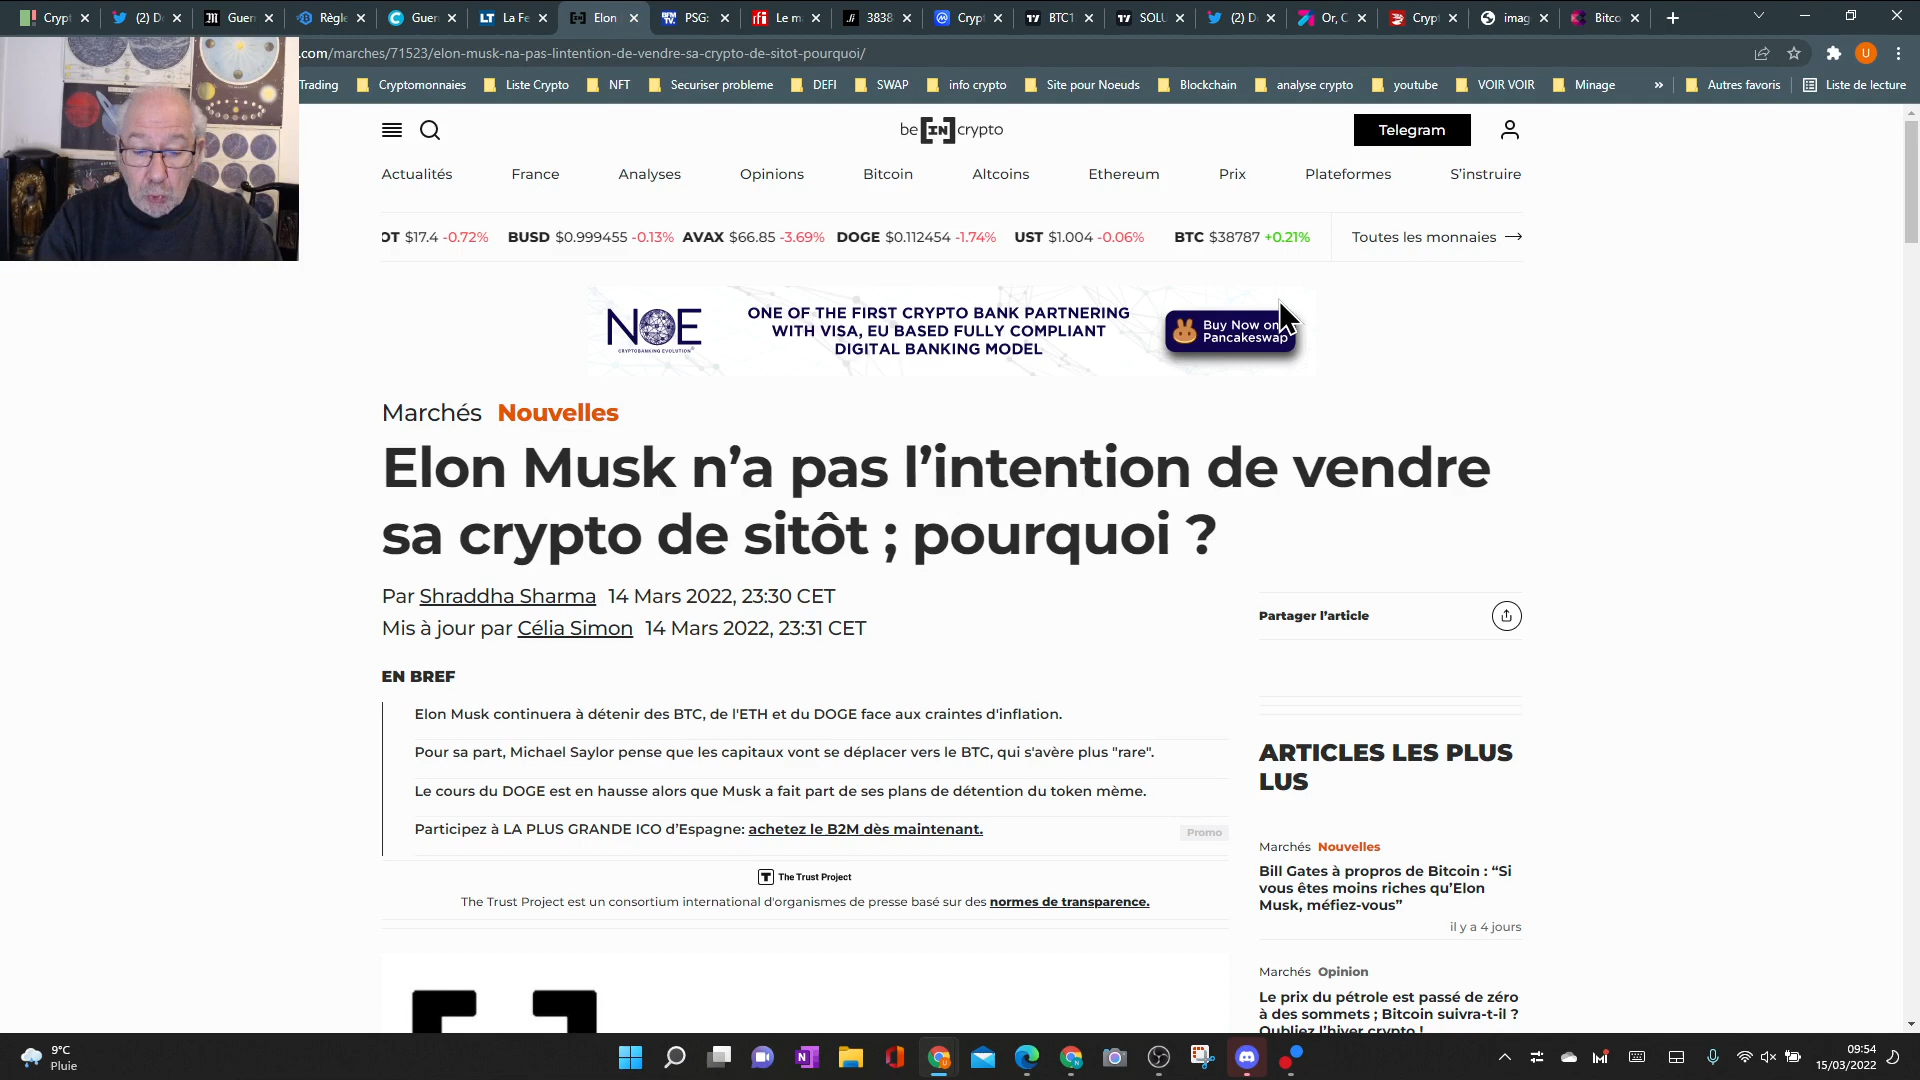 Crypt
(2) D
Guer
Règle
Guer
La Fe
Elon
PSG:
Le m
3838
Crypt
BTC1
SOLU
(2) D
Or, C
Crypt
imag
Bitco
.com/marches/71523/elon-musk-na-pas-lintention-de-vendre-sa-crypto-de-sitot-pourquoi/
Trading
Cryptomonnaies
Liste Crypto
NFT
Securiser probleme
DEFI
SWAP
info crypto
Site pour Noeuds
Blockchain
analyse crypto
youtube
VOIR VOIR
Minage
»
Autres favoris
Liste de lecture
be [IN] crypto
Telegram
Actualités
France
Analyses
Opinions
Bitcoin
Altcoins
Ethereum
Prix
Plateformes
S’instruire
OT $17.4 -0.72%
BUSD $0.999455 -0.13%
AVAX $66.85 -3.69%
DOGE $0.112454 -1.74%
UST $1.004 -0.06%
BTC $38787 +0.21%
Toutes les monnaies →
NOE
CRYPTOBANKING EVOLUTION
ONE OF THE FIRST CRYPTO BANK PARTNERING
WITH VISA, EU BASED FULLY COMPLIANT
DIGITAL BANKING MODEL
Buy Now on
Pancakeswap
Marchés Nouvelles
Elon Musk n’a pas l’intention de vendre
sa crypto de sitôt ; pourquoi ?
Par Shraddha Sharma 14 Mars 2022, 23:30 CET
Mis à jour par Célia Simon 14 Mars 2022, 23:31 CET
Partager l’article
EN BREF
Elon Musk continuera à détenir des BTC, de l'ETH et du DOGE face aux craintes d'inflation.
Pour sa part, Michael Saylor pense que les capitaux vont se déplacer vers le BTC, qui s'avère plus "rare".
Le cours du DOGE est en hausse alors que Musk a fait part de ses plans de détention du token mème.
Participez à LA PLUS GRANDE ICO d’Espagne: achetez le B2M dès maintenant.
Promo
The Trust Project
The Trust Project est un consortium international d'organismes de presse basé sur des normes de transparence.
ARTICLES LES PLUS
LUS
Marchés Nouvelles
Bill Gates à propos de Bitcoin : “Si
vous êtes moins riches qu’Elon
Musk, méfiez-vous”
il y a 4 jours
Marchés Opinion
Le prix du pétrole est passé de zéro
à des sommets ; Bitcoin suivra-t-il ?
Oubliez l’hiver crypto !
9°C
Pluie
09:54
15/03/2022